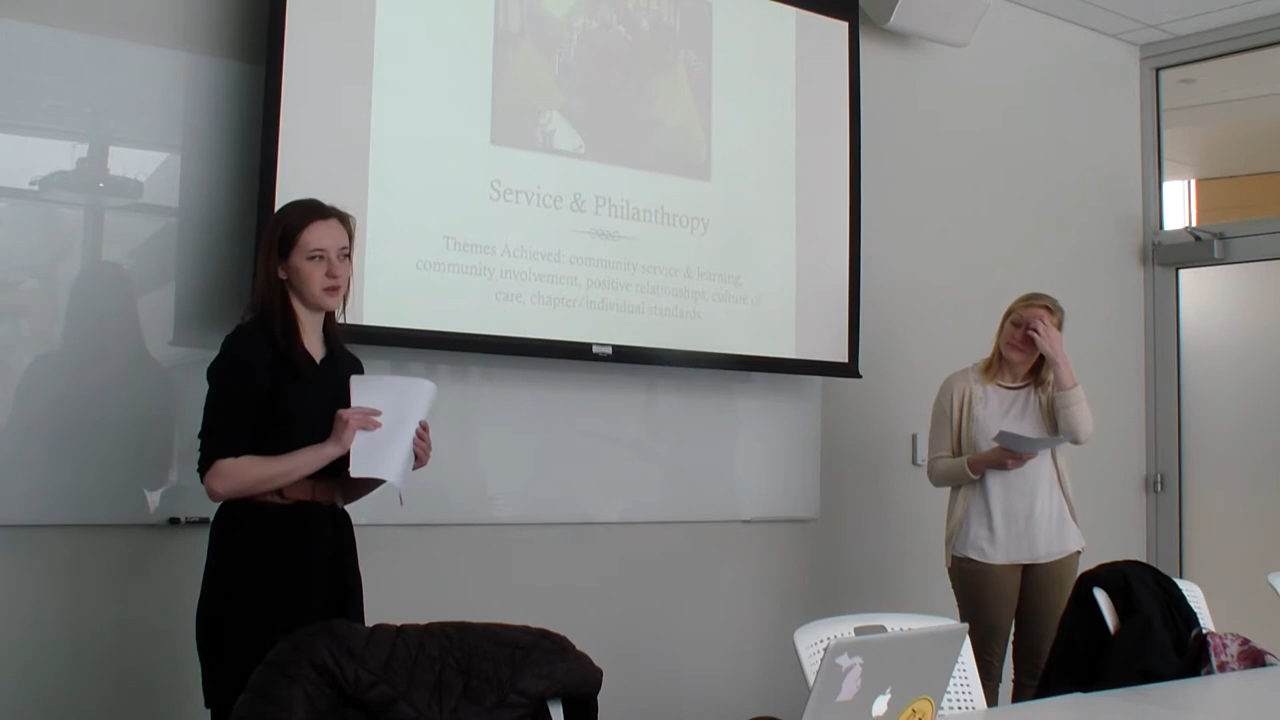 Service & Philanthropy
Themes Achieved: community service & learning,
community involvement, positive relationships, culture of
care, chapter/individual standards